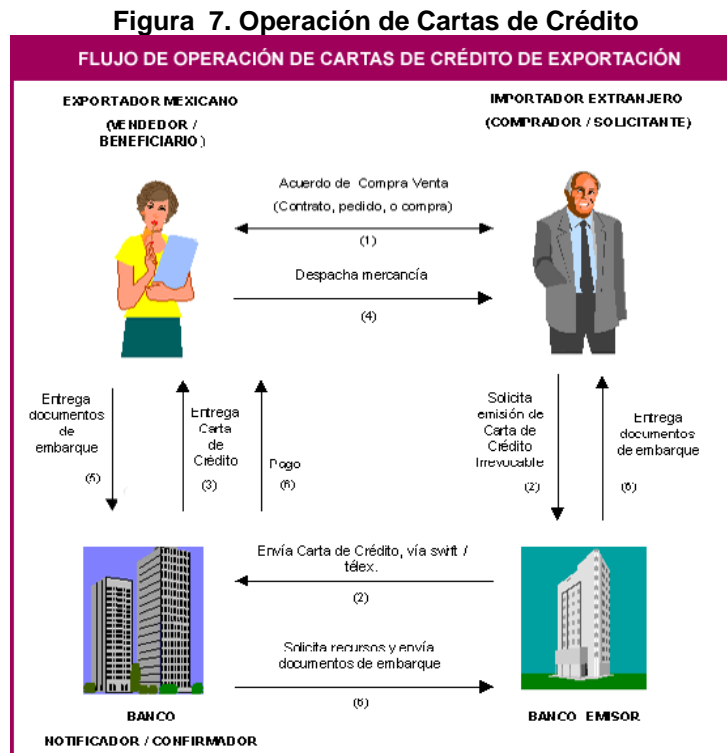 Figura 7. Operación de Cartas de Crédito
FLUJO DE OPERACIÓN DE CARTAS DE CRÉDITO DE EXPORTACIÓN
EXPORTADOR MEXICANO
(VENDEDOR /
BENEFICIARIO)
IMPORTADOR EXTRANJERO
(COMPRADOR / SOLICITANTE)
Acuerdo de Compra Venta
(Contrato, pedido, o compra)
(1)
Despacha mercancía
(4)
Entrega
documentos
de
embarque
(5)
Entrega
Carta
de
Crédito
(3)
Pago
(6)
Solicita
emisión de
Carta de
Crédito
Irrevocable
(2)
Entrega
documentos
de embarque
(6)
Envía Carta de Crédito, vía swift /
télex.
(2)
Solicita recursos y envía
documentos de embarque
(6)
BANCO
NOTIFICADOR / CONFIRMADOR
BANCO EMISOR